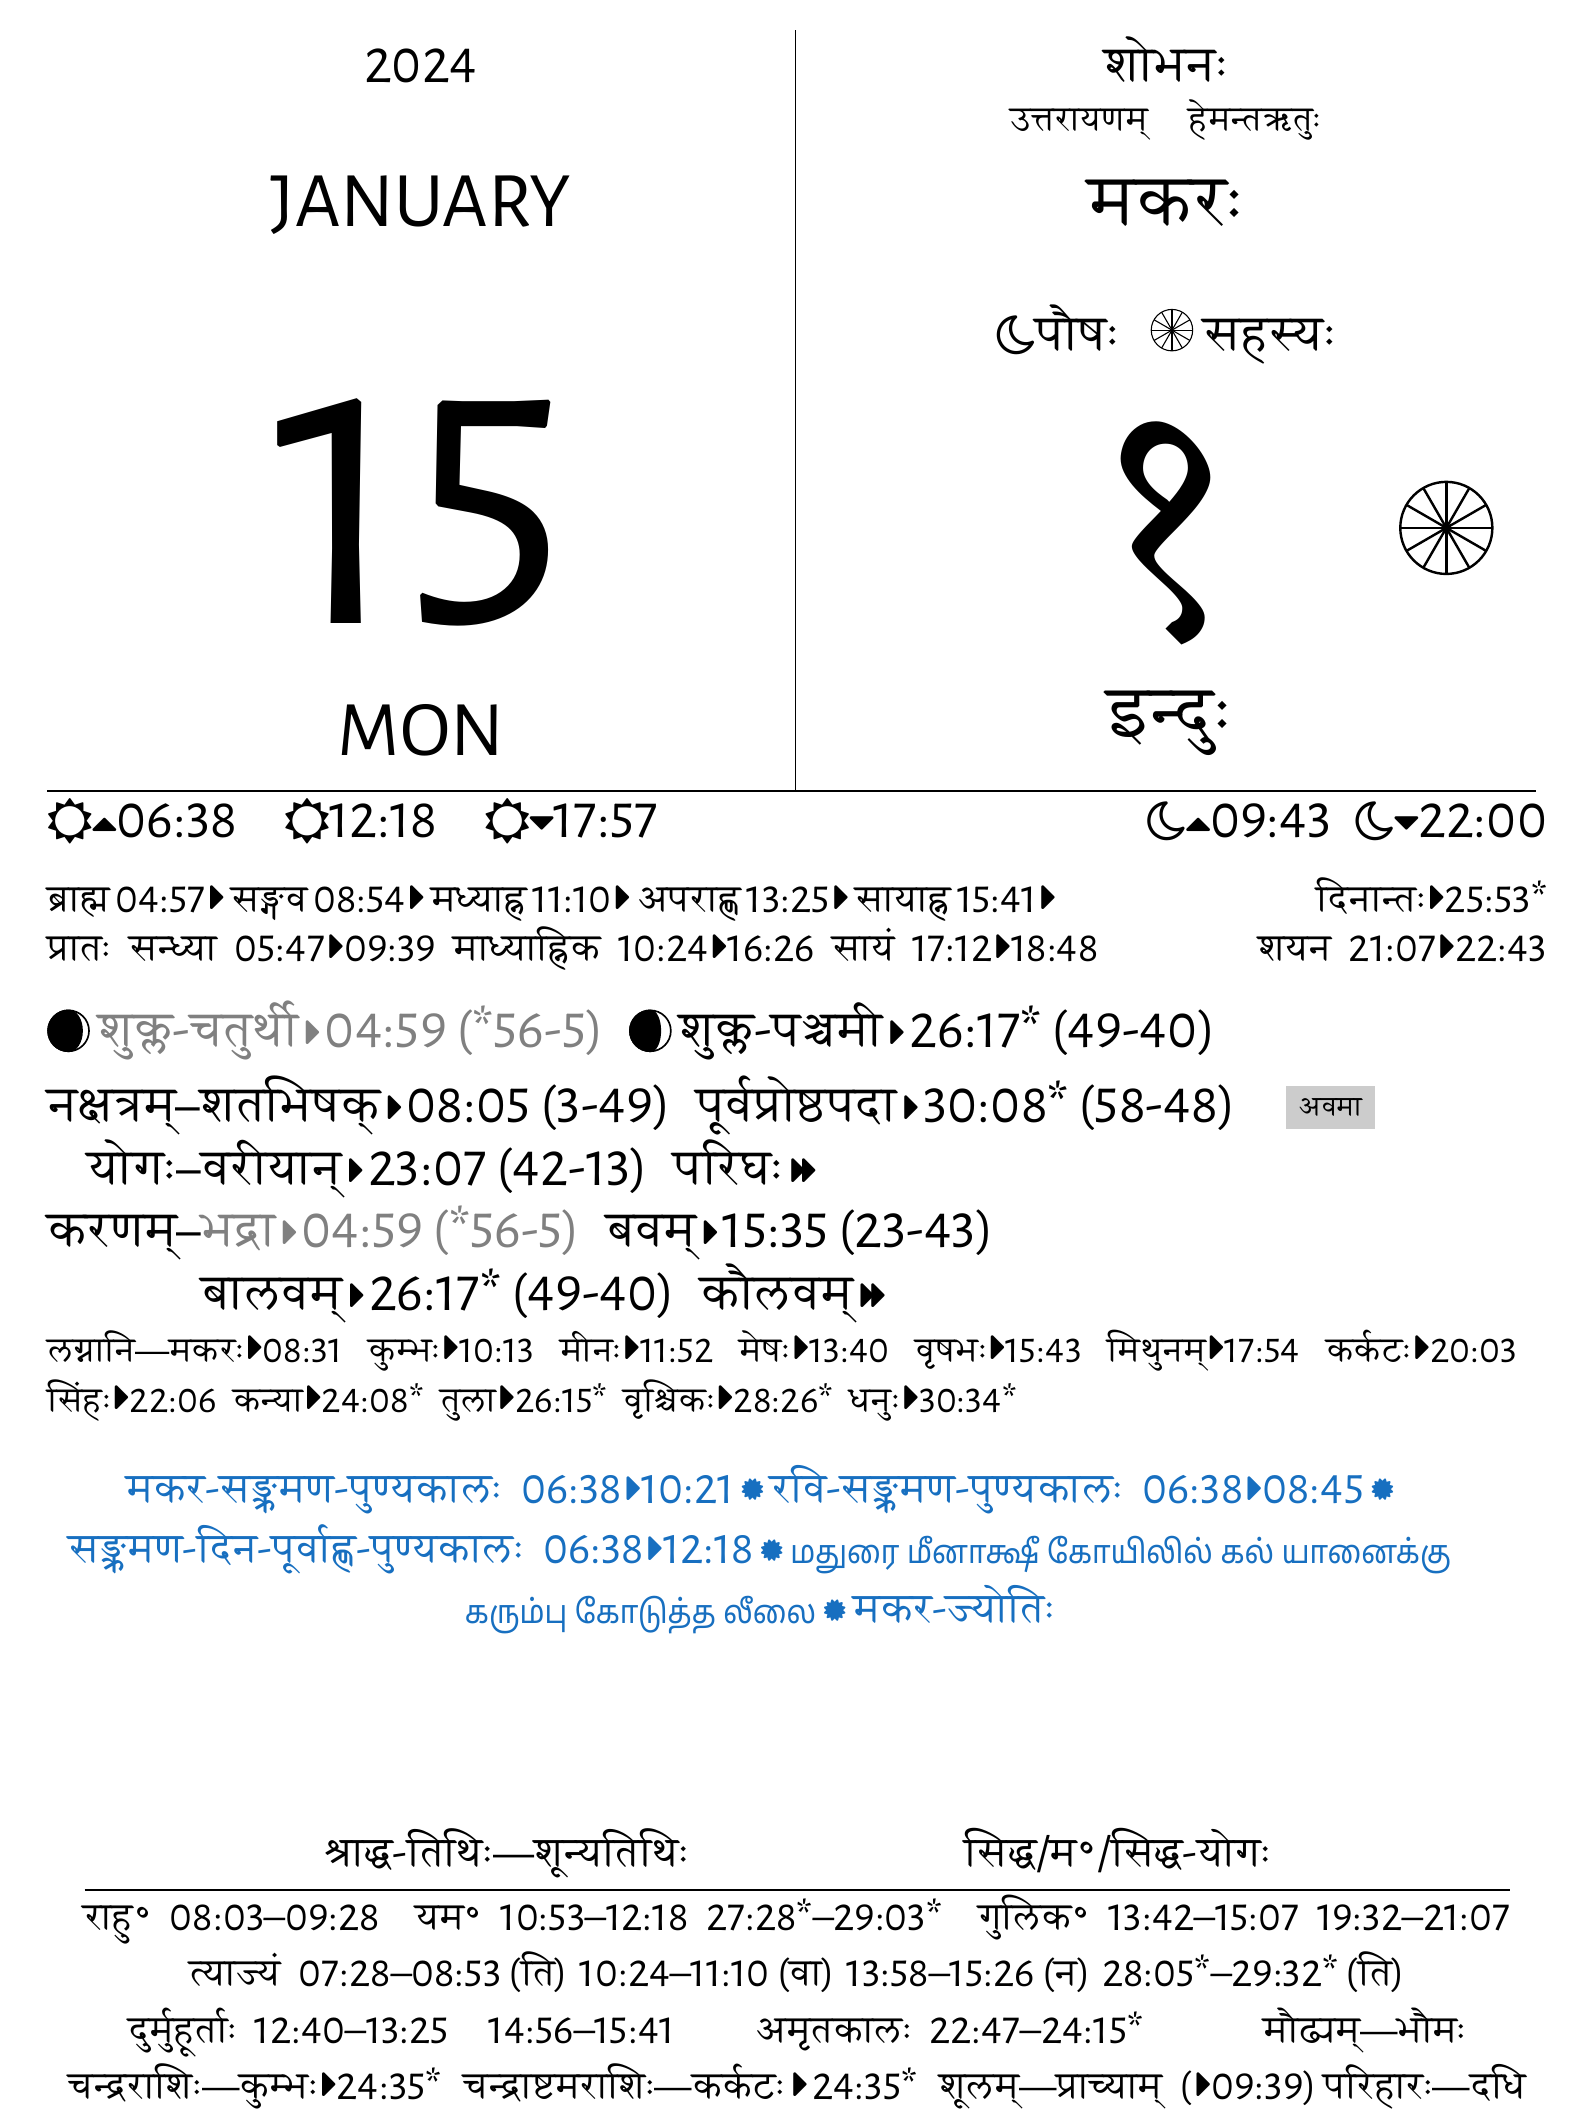 2024
JANUARY
15
MON
शोभनः
उत्तरायणम् हेमन्तऋतुः
मकरः
पौषः सहस्यः
१
इन्दुः
06:38 12:18 17:57 09:43 22:00
ब्राह्म 04:57 सङ्गव 08:54 मध्याह्न 11:10 अपराह्ण 13:25 सायाह्न 15:41 दिनान्तः 25:53*
प्रातः सन्ध्या 05:47 09:39 माध्याह्निक 10:24 16:26 सायं 17:12 18:48 शयन 21:07 22:43
शुक्ल-चतुर्थी 04:59 (*56-5) शुक्ल-पञ्चमी 26:17* (49-40)
नक्षत्रम्–शतभिषक् 08:05 (3-49) पूर्वप्रोष्ठपदा 30:08* (58-48) अवमा
योगः–वरीयान् 23:07 (42-13) परिघः
करणम्–भद्रा 04:59 (*56-5) बवम् 15:35 (23-43)
बालवम् 26:17* (49-40) कौलवम्
लग्नानि—मकरः 08:31 कुम्भः 10:13 मीनः 11:52 मेषः 13:40 वृषभः 15:43 मिथुनम् 17:54 कर्कटः 20:03
सिंहः 22:06 कन्या 24:08* तुला 26:15* वृश्चिकः 28:26* धनुः 30:34*
मकर-सङ्क्रमण-पुण्यकालः 06:38 10:21 रवि-सङ्क्रमण-पुण्यकालः 06:38 08:45
सङ्क्रमण-दिन-पूर्वाह्ण-पुण्यकालः 06:38 12:18 மதுரை மீனாக்ஷீ கோயிலில் கல் யானைக்கு
கரும்பு கோடுத்த லீலை मकर-ज्योतिः
श्राद्ध-तिथिः—शून्यतिथिः सिद्ध/म॰/सिद्ध-योगः
राहु॰ 08:03–09:28 यम॰ 10:53–12:18 27:28*–29:03* गुलिक॰ 13:42–15:07 19:32–21:07
त्याज्यं 07:28–08:53 (ति) 10:24–11:10 (वा) 13:58–15:26 (न) 28:05*–29:32* (ति)
दुर्मुहूर्ताः 12:40–13:25 14:56–15:41 अमृतकालः 22:47–24:15* मौढ्यम्—भौमः
चन्द्रराशिः—कुम्भः 24:35* चन्द्राष्टमराशिः—कर्कटः 24:35* शूलम्—प्राच्याम् ( 09:39) परिहारः—दधि